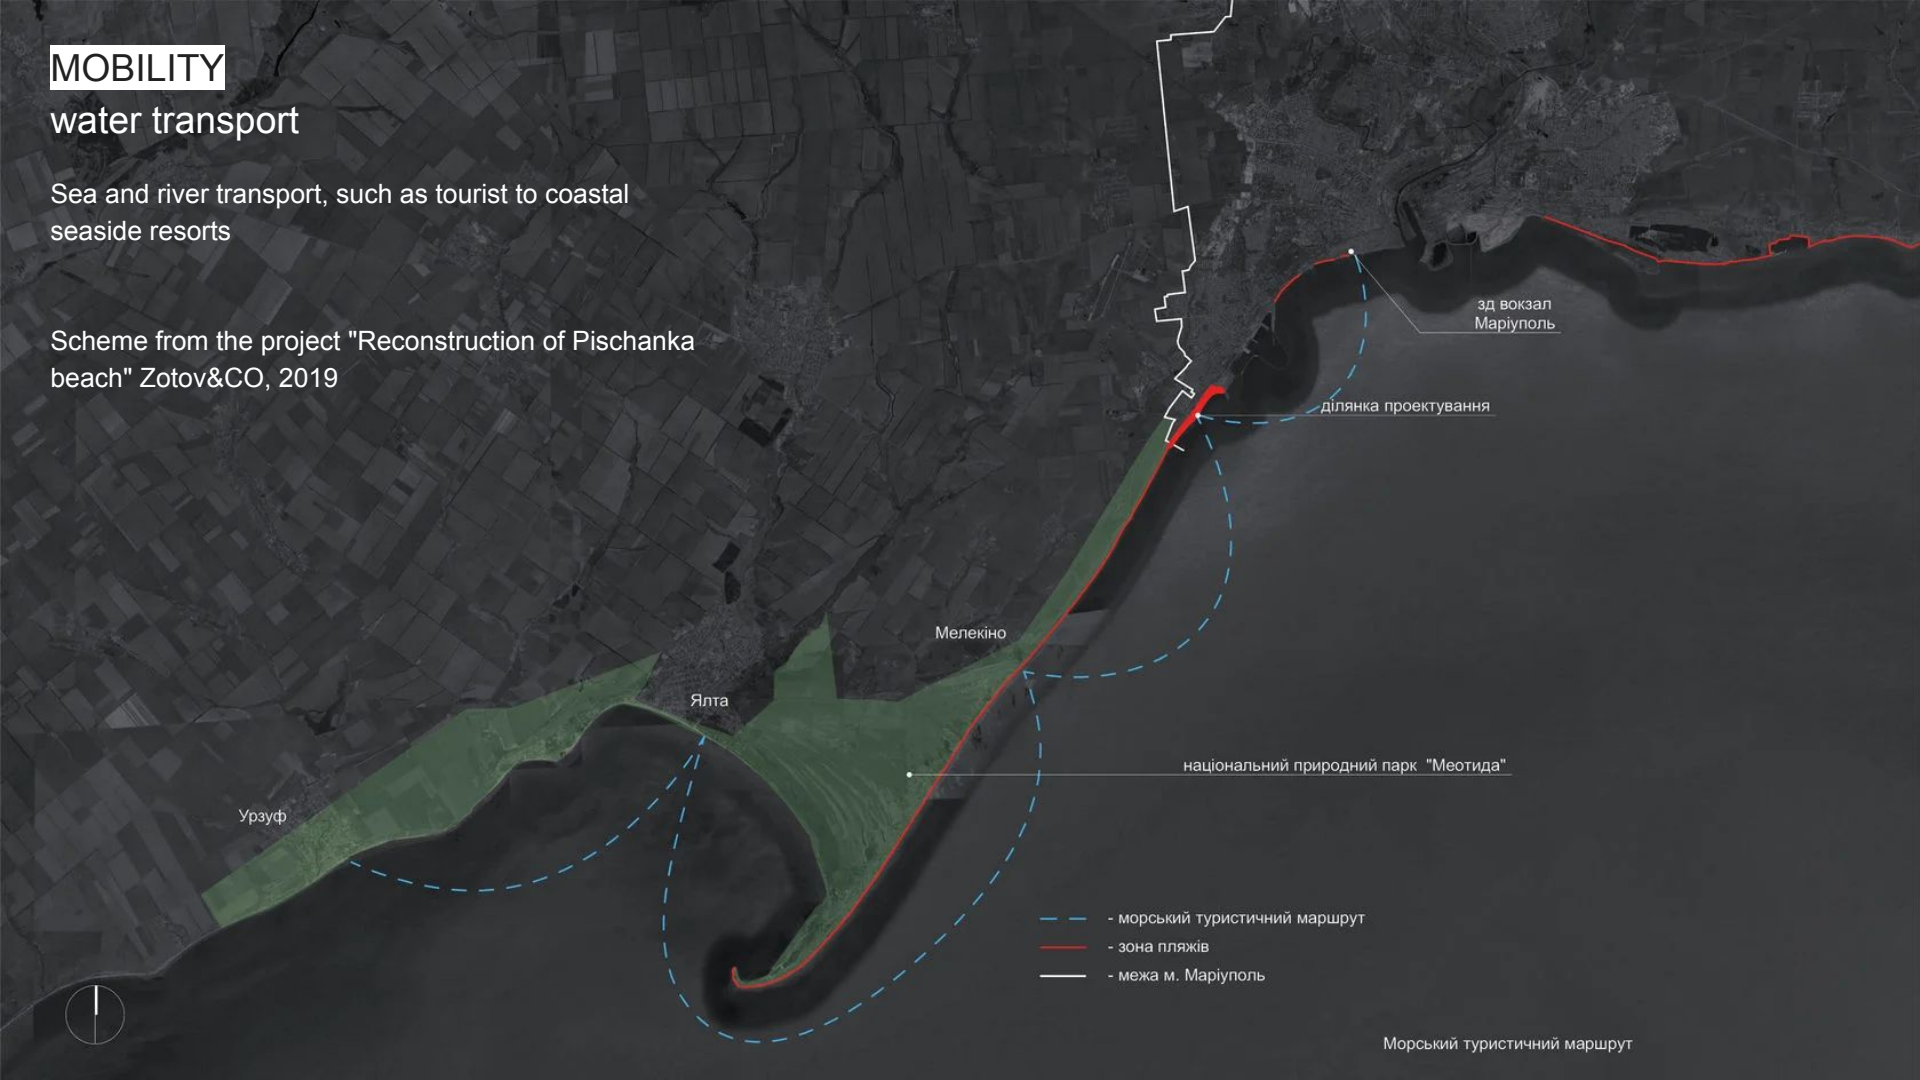 MOBILITY
water transport
Sea and river transport, such as tourist to coastal
seaside resorts
Scheme from the project "Reconstruction of Pischanka
beach" Zotov&CO, 2019
зд вокзал
Маріуполь
ділянка проектування
Мелекіно
Ялта
національний природний парк "Меотида"
Урзуф
- морський туристичний маршрут
- зона пляжів
- межа м. Маріуполь
Морський туристичний маршрут